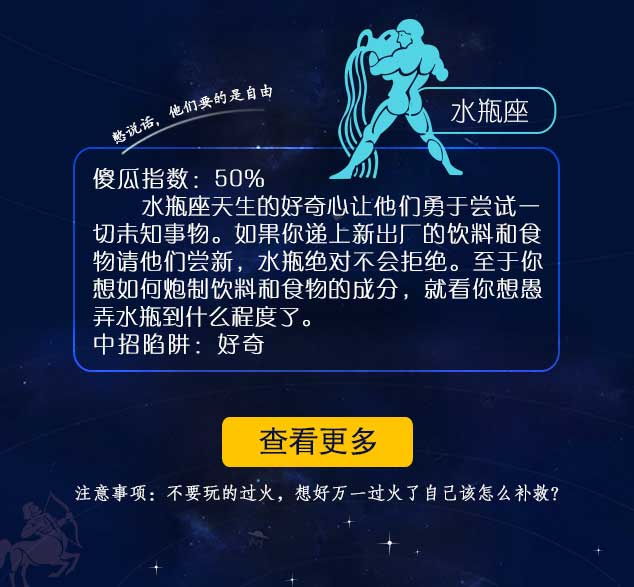 水瓶座
愁说话，他们要的是自由
傻瓜指数：50%
水瓶座天生的好奇心让他们勇于尝试一
切未知事物。如果你递上新出厂的饮料和食
物请他们尝新，水瓶绝对不会拒绝。至于你
想如何炮制饮料和食物的成分，就看你想愚
弄水瓶到什么程度了。
中招陷阱：好奇
查看更多
注意事项：不要玩的过火，想好万一过火了自己该怎么补救？